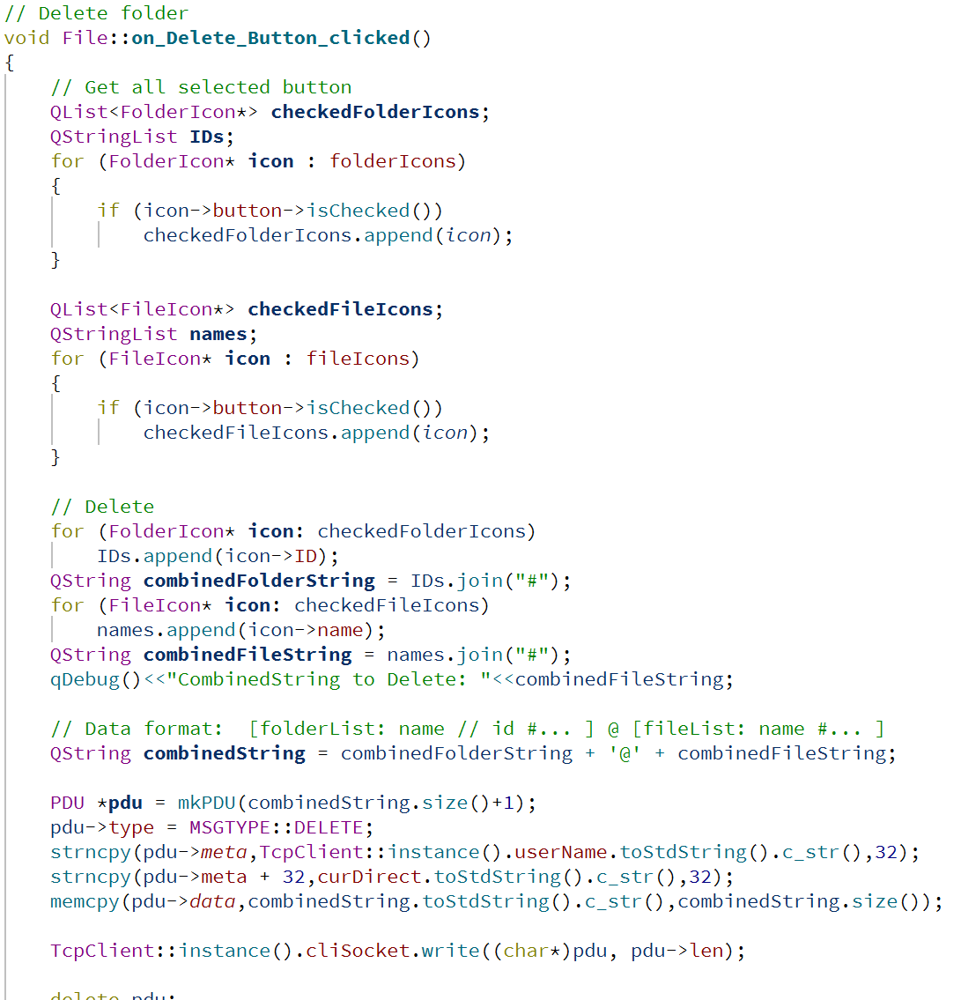 // Delete folder
void File::on_Delete_Button_clicked()
{
    // Get all selected button
    QList<FolderIcon*> checkedFolderIcons;
    QStringList IDs;
    for (FolderIcon* icon : folderIcons)
    {
        if (icon->button->isChecked())
            checkedFolderIcons.append(icon);
    }

    QList<FileIcon*> checkedFileIcons;
    QStringList names;
    for (FileIcon* icon : fileIcons)
    {
        if (icon->button->isChecked())
            checkedFileIcons.append(icon);
    }

    // Delete
    for (FolderIcon* icon: checkedFolderIcons)
        IDs.append(icon->ID);
    QString combinedFolderString = IDs.join("#");
    for (FileIcon* icon: checkedFileIcons)
        names.append(icon->name);
    QString combinedFileString = names.join("#");
    qDebug()<<"CombinedString to Delete: "<<combinedFileString;

    // Data format:  [folderList: name // id #... ] @ [fileList: name #... ]
    QString combinedString = combinedFolderString + '@' + combinedFileString;

    PDU *pdu = mkPDU(combinedString.size()+1);
    pdu->type = MSGTYPE::DELETE;
    strncpy(pdu->meta,TcpClient::instance().userName.toStdString().c_str(),32);
    strncpy(pdu->meta + 32,curDirect.toStdString().c_str(),32);
    memcpy(pdu->data,combinedString.toStdString().c_str(),combinedString.size());

    TcpClient::instance().cliSocket.write((char*)pdu, pdu->len);

    delete pdu;